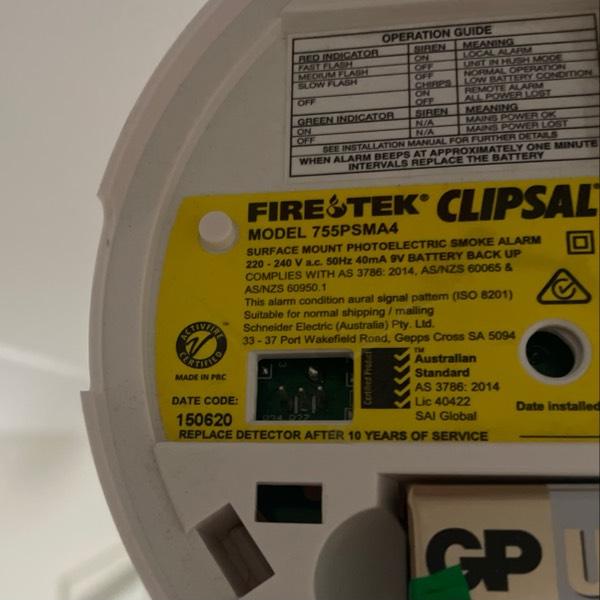 OPERATION GUIDE
RED INDICATOR SIREN MEANING
FAST FLASH ON LOCAL ALARM
MEDIUM FLASH OFF UNIT IN HUSH MODE
SLOW FLASH OFF NORMAL OPERATION
CHIRPS LOW BATTERY CONDITION
OFF ON REMOTE ALARM
OFF ALL POWER LOST
GREEN INDICATOR SIREN MEANING
ON N/A MAINS POWER OK
OFF N/A MAINS POWER LOST
SEE INSTALLATION MANUAL FOR FURTHER DETAILS
WHEN ALARM BEEPS AT APPROXIMATELY ONE MINUTE
INTERVALS REPLACE THE BATTERY
FIRETEK® CLIPSAL
MODEL 755PSMA4
SURFACE MOUNT PHOTOELECTRIC SMOKE ALARM
220 - 240 V a.c. 50Hz 40mA 9V BATTERY BACK UP
COMPLIES WITH AS 3786: 2014, AS/NZS 60065 &
AS/NZS 60950.1
This alarm condition aural signal pattern (ISO 8201)
Suitable for normal shipping / mailing
Schneider Electric (Australia) Pty. Ltd.
33 - 37 Port Wakefield Road, Gepps Cross SA 5094
ACTIVFIRE CERTIFIED
MADE IN PRC
Certified Product
™
Australian
Standard
AS 3786: 2014
Lic 40422
SAI Global
DATE CODE:
150620
Date installed
REPLACE DETECTOR AFTER 10 YEARS OF SERVICE
GP U